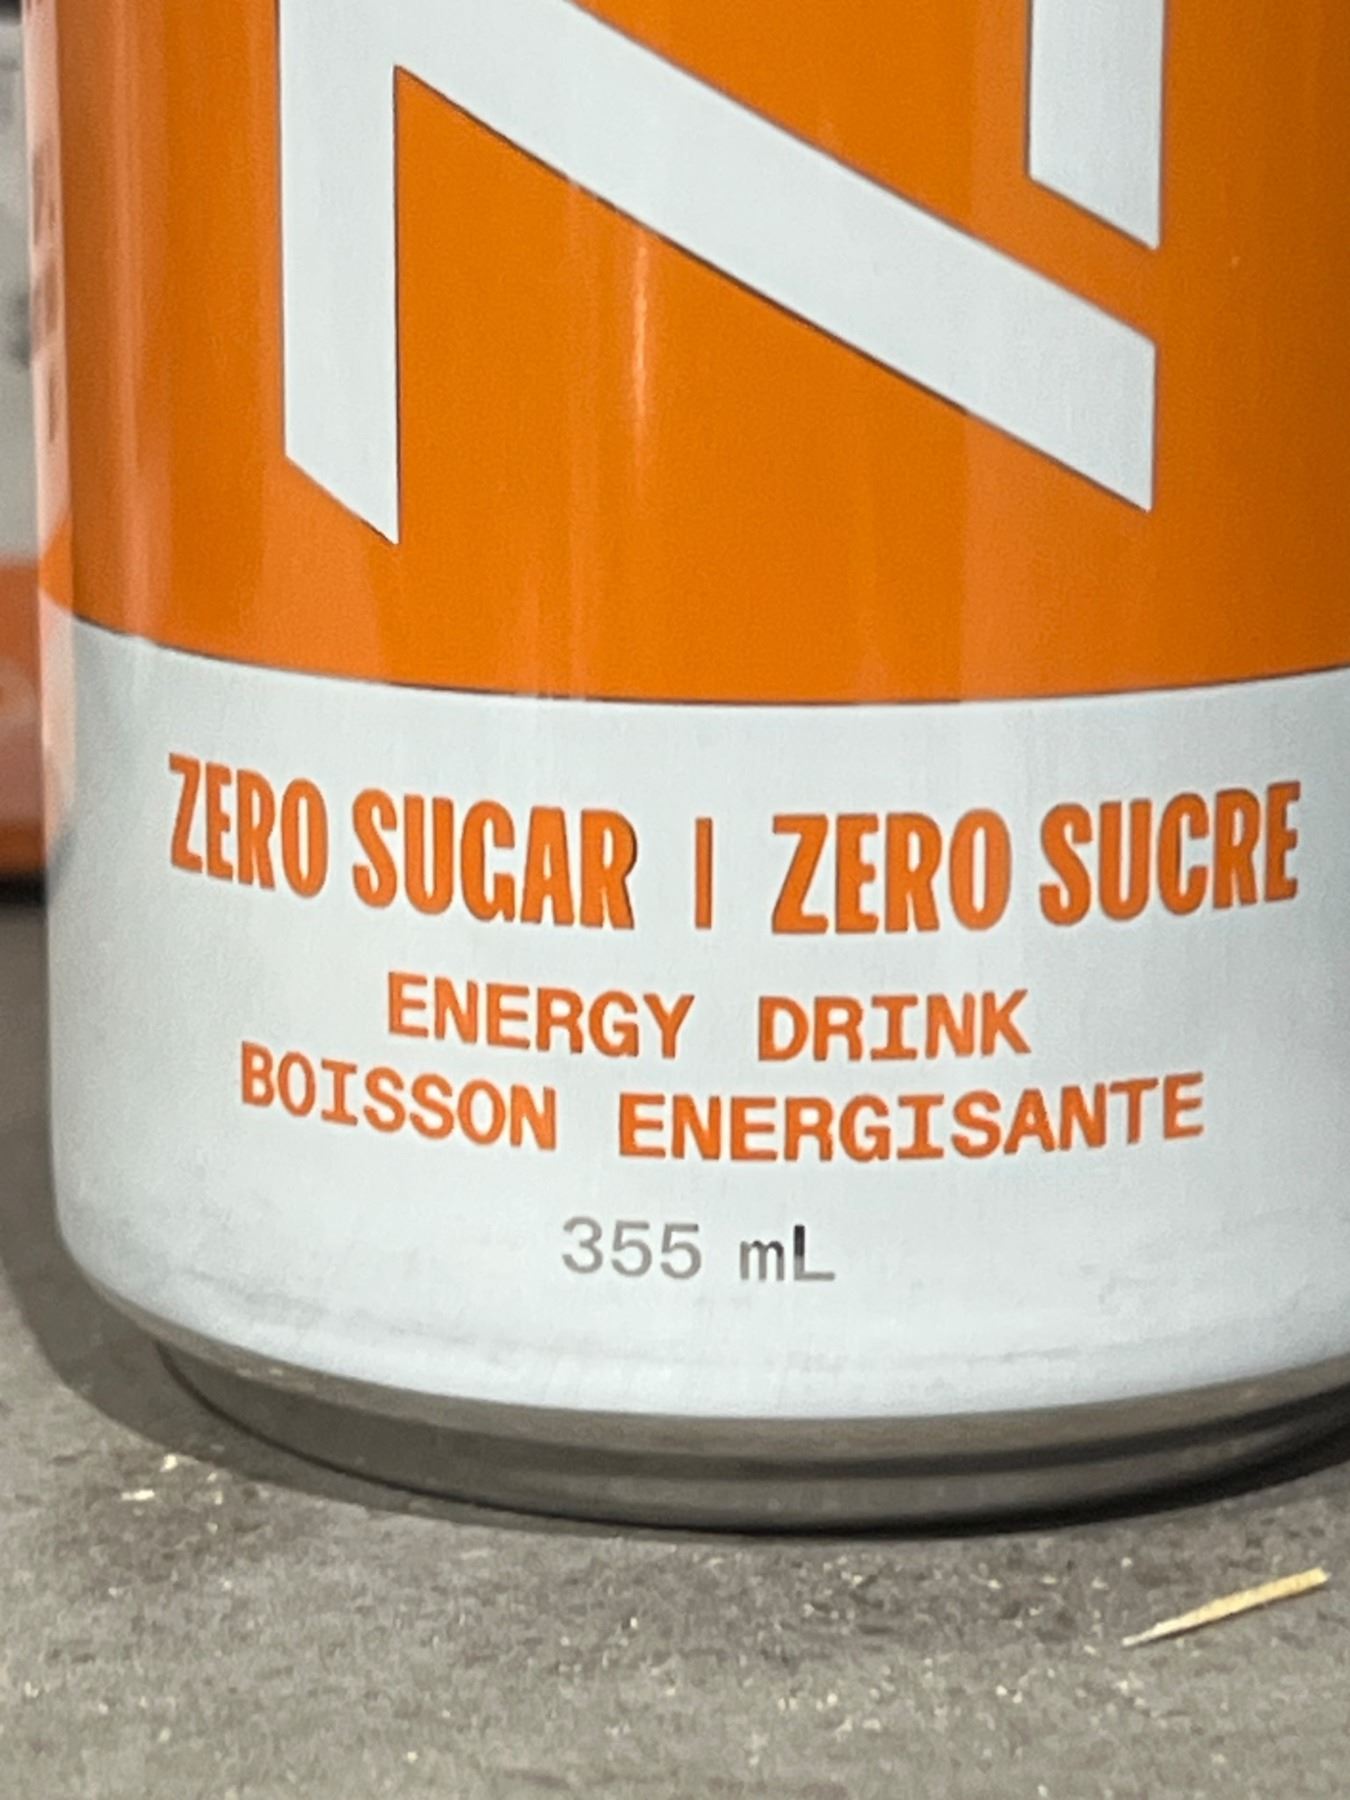 ZERO SUGAR | ZERO SUCRE
ENERGY DRINK
BOISSON ENERGISANTE
355 mL